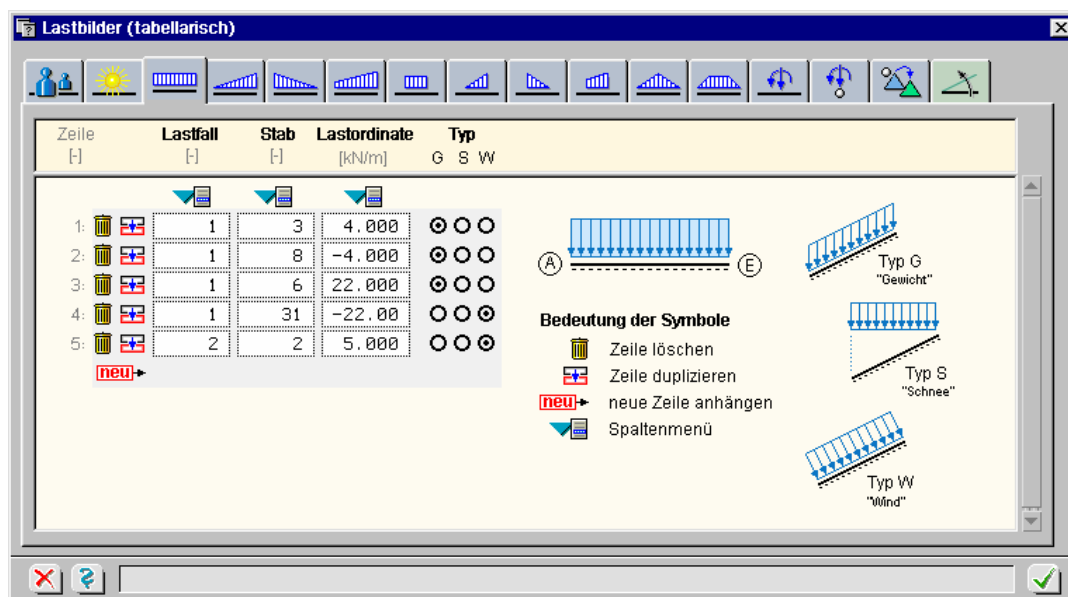 Lastbilder (tabellarisch)
Zeile Lastfall Stab Lastordinate Typ
[-] [-] [-] [kN/m] G S W
1: 1 3 4.000
2: 1 8 -4.000
3: 1 6 22.000
4: 1 31 -22.00
5: 2 2 5.000
neu
A E
Typ G
"Gewicht"
Bedeutung der Symbole
Zeile löschen
Zeile duplizieren
neu neue Zeile anhängen
Spaltenmenü
Typ S
"Schnee"
Typ W
"Wind"